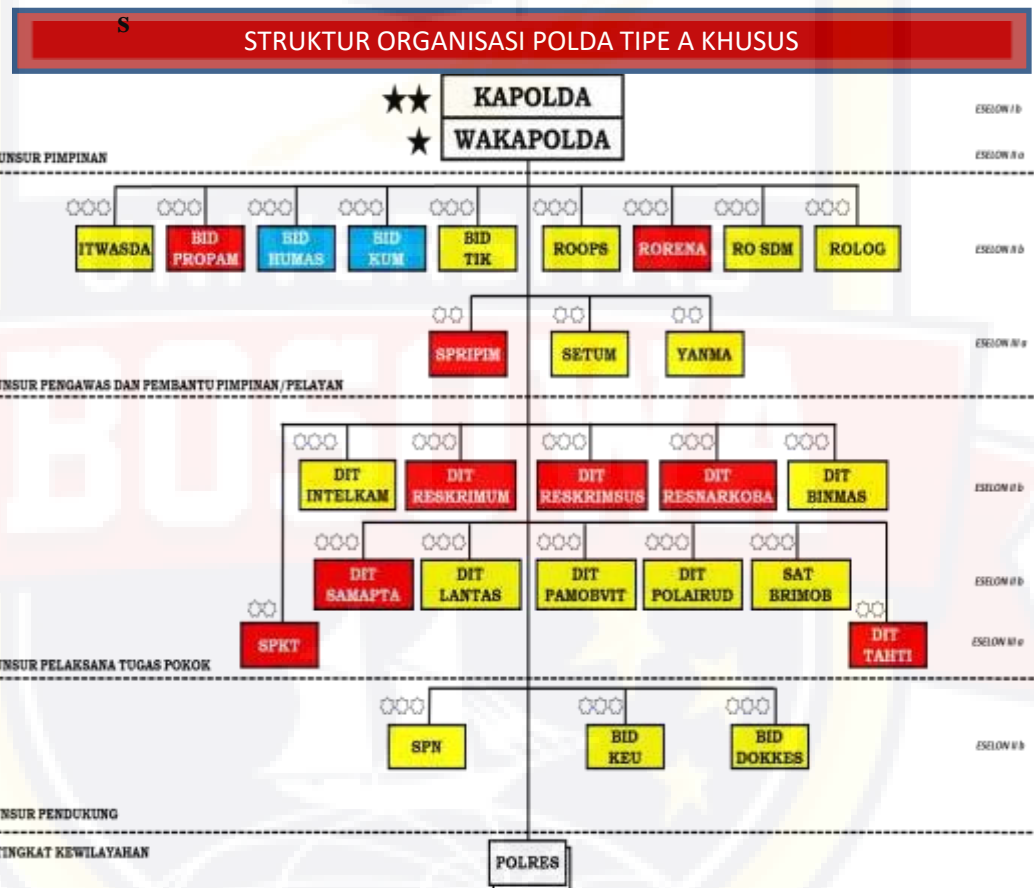 s
STRUKTUR ORGANISASI POLDA TIPE A KHUSUS
KAPOLDA
ESELON I b
WAKAPOLDA
ESELON II a
UNSUR PIMPINAN
ITWASDA
BID
PROPAM
BID
HUMAS
BID
KUM
BID
TIK
ROOPS
RORENA
RO SDM
ROLOG
ESELON II b
SPRIPIM
SETUM
YANMA
ESELON III a
UNSUR PENGAWAS DAN PEMBANTU PIMPINAN/PELAYAN
DIT
INTELKAM
DIT
RESKRIMUM
DIT
RESKRIMSUS
DIT
RESNARKOBA
DIT
BINMAS
ESELON II b
DIT
SAMAPTA
DIT
LANTAS
DIT
PAMOBVIT
DIT
POLAIRUD
SAT
BRIMOB
ESELON II b
SPKT
DIT
TAHTI
ESELON III a
UNSUR PELAKSANA TUGAS POKOK
SPN
BID
KEU
BID
DOKKES
ESELON II b
UNSUR PENDUKUNG
TINGKAT KEWILAYAHAN
POLRES
BOSOWA